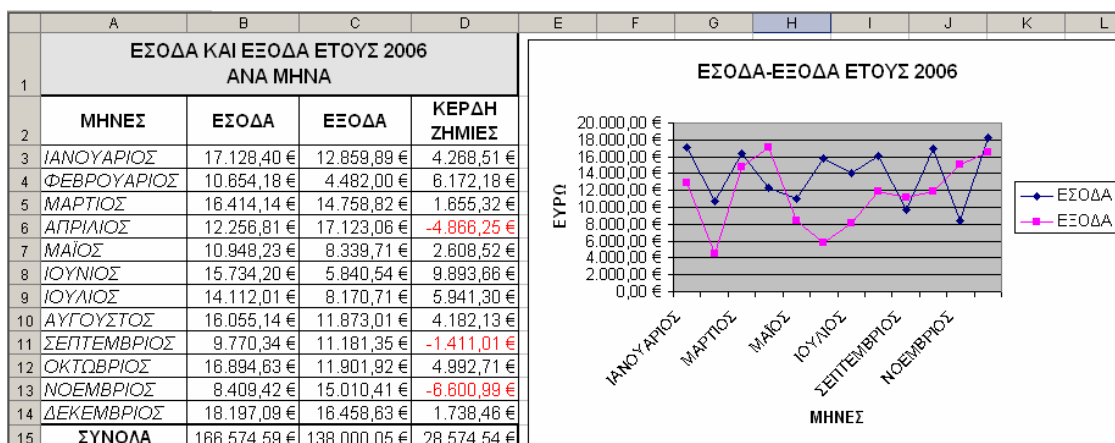 A B C D E F G H I J K L
1 ΕΣΟΔΑ ΚΑΙ ΕΞΟΔΑ ΕΤΟΥΣ 2006
ΑΝΑ ΜΗΝΑ
2 ΜΗΝΕΣ ΕΣΟΔΑ ΕΞΟΔΑ ΚΕΡΔΗ
ΖΗΜΙΕΣ
3 ΙΑΝΟΥΑΡΙΟΣ 17.128,40 € 12.859,89 € 4.268,51 €
4 ΦΕΒΡΟΥΑΡΙΟΣ 10.654,18 € 4.482,00 € 6.172,18 €
5 ΜΑΡΤΙΟΣ 16.414,14 € 14.758,82 € 1.655,32 €
6 ΑΠΡΙΛΙΟΣ 12.256,81 € 17.123,06 € -4.866,25 €
7 ΜΑΪΟΣ 10.948,23 € 8.339,71 € 2.608,52 €
8 ΙΟΥΝΙΟΣ 15.734,20 € 5.840,54 € 9.893,66 €
9 ΙΟΥΛΙΟΣ 14.112,01 € 8.170,71 € 5.941,30 €
10 ΑΥΓΟΥΣΤΟΣ 16.055,14 € 11.873,01 € 4.182,13 €
11 ΣΕΠΤΕΜΒΡΙΟΣ 9.770,34 € 11.181,35 € -1.411,01 €
12 ΟΚΤΩΒΡΙΟΣ 16.894,63 € 11.901,92 € 4.992,71 €
13 ΝΟΕΜΒΡΙΟΣ 8.409,42 € 15.010,41 € -6.600,99 €
14 ΔΕΚΕΜΒΡΙΟΣ 18.197,09 € 16.458,63 € 1.738,46 €
15 ΣΥΝΟΛΑ 166.574,59 € 138.000,05 € 28.574,54 €
ΕΣΟΔΑ-ΕΞΟΔΑ ΕΤΟΥΣ 2006
ΕΥΡΩ
20.000,00 €
18.000,00 €
16.000,00 €
14.000,00 €
12.000,00 €
10.000,00 €
8.000,00 €
6.000,00 €
4.000,00 €
2.000,00 €
0,00 €
ΙΑΝΟΥΑΡΙΟΣ
ΜΑΡΤΙΟΣ
ΜΑΪΟΣ
ΙΟΥΛΙΟΣ
ΣΕΠΤΕΜΒΡΙΟΣ
ΝΟΕΜΒΡΙΟΣ
ΜΗΝΕΣ
ΕΣΟΔΑ
ΕΞΟΔΑ